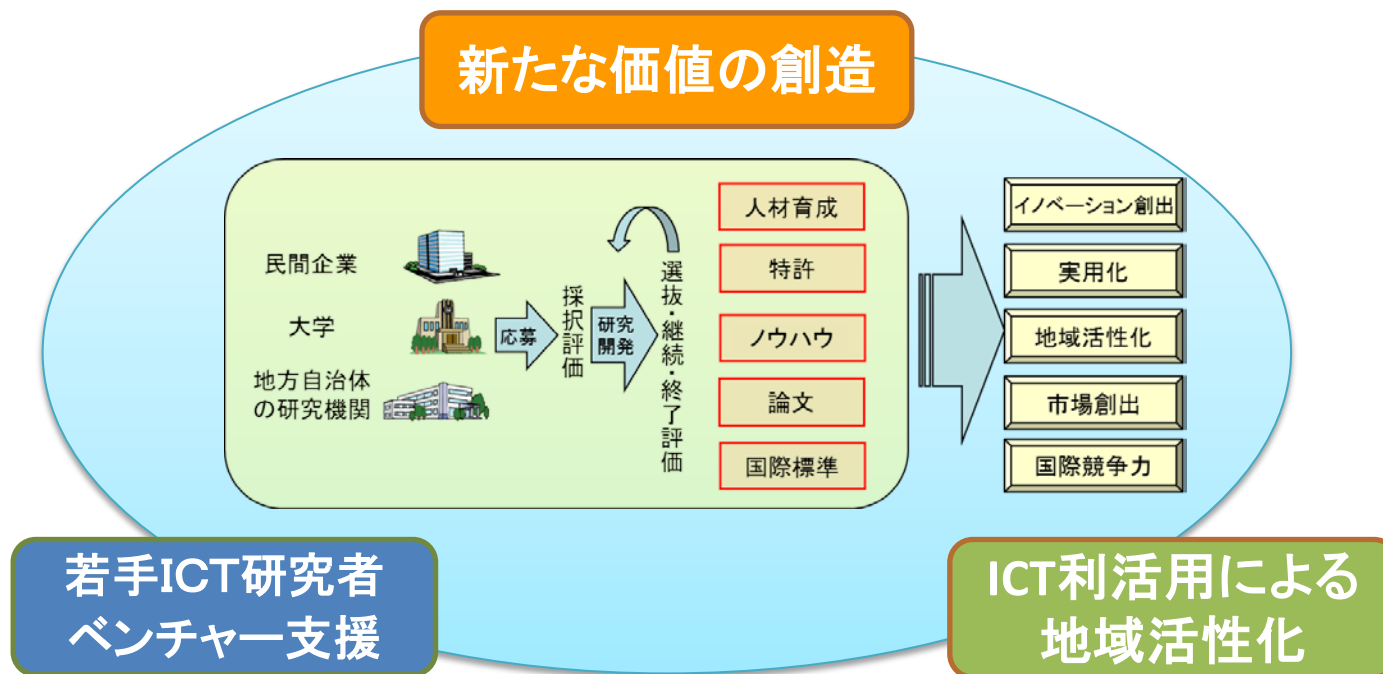 新たな価値の創造
民間企業
大学
地方自治体
の研究機関
応募
採択評価
研究
開発
選抜・継続・終了評価
人材育成
特許
ノウハウ
論文
国際標準
イノベーション創出
実用化
地域活性化
市場創出
国際競争力
若手ICT研究者
ベンチャー支援
ICT利活用による
地域活性化